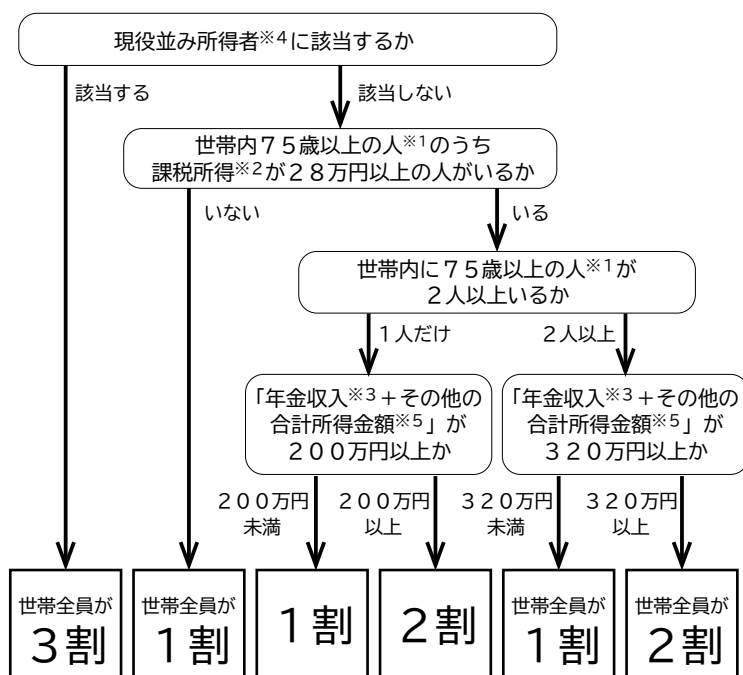 現役並み所得者※4に該当するか
該当する
該当しない
世帯内７５歳以上の人※1のうち
課税所得※2が２８万円以上の人がいるか
いない
いる
世帯内に７５歳以上の人※1が
２人以上いるか
１人だけ
２人以上
「年金収入※3＋その他の
合計所得金額※5」が
２００万円以上か
「年金収入※3＋その他の
合計所得金額※5」が
３２０万円以上か
２００万円
未満
２００万円
以上
３２０万円
未満
３２０万円
以上
世帯全員が
３割
世帯全員が
１割
１割
２割
世帯全員が
１割
世帯全員が
２割